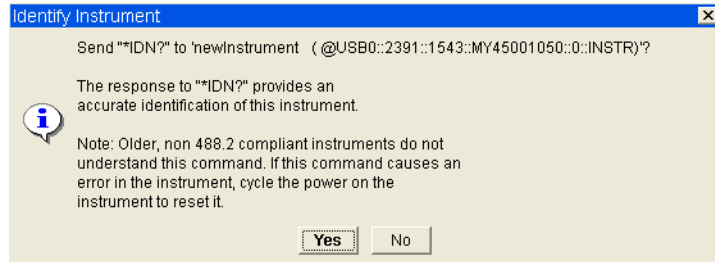 Identify Instrument
Send "*IDN?" to 'newInstrument (@USB0::2391::1543::MY45001050::0::INSTR)'?
The response to "*IDN?" provides an
accurate identification of this instrument.
Note: Older, non 488.2 compliant instruments do not
understand this command. If this command causes an
error in the instrument, cycle the power on the
instrument to reset it.
Yes No